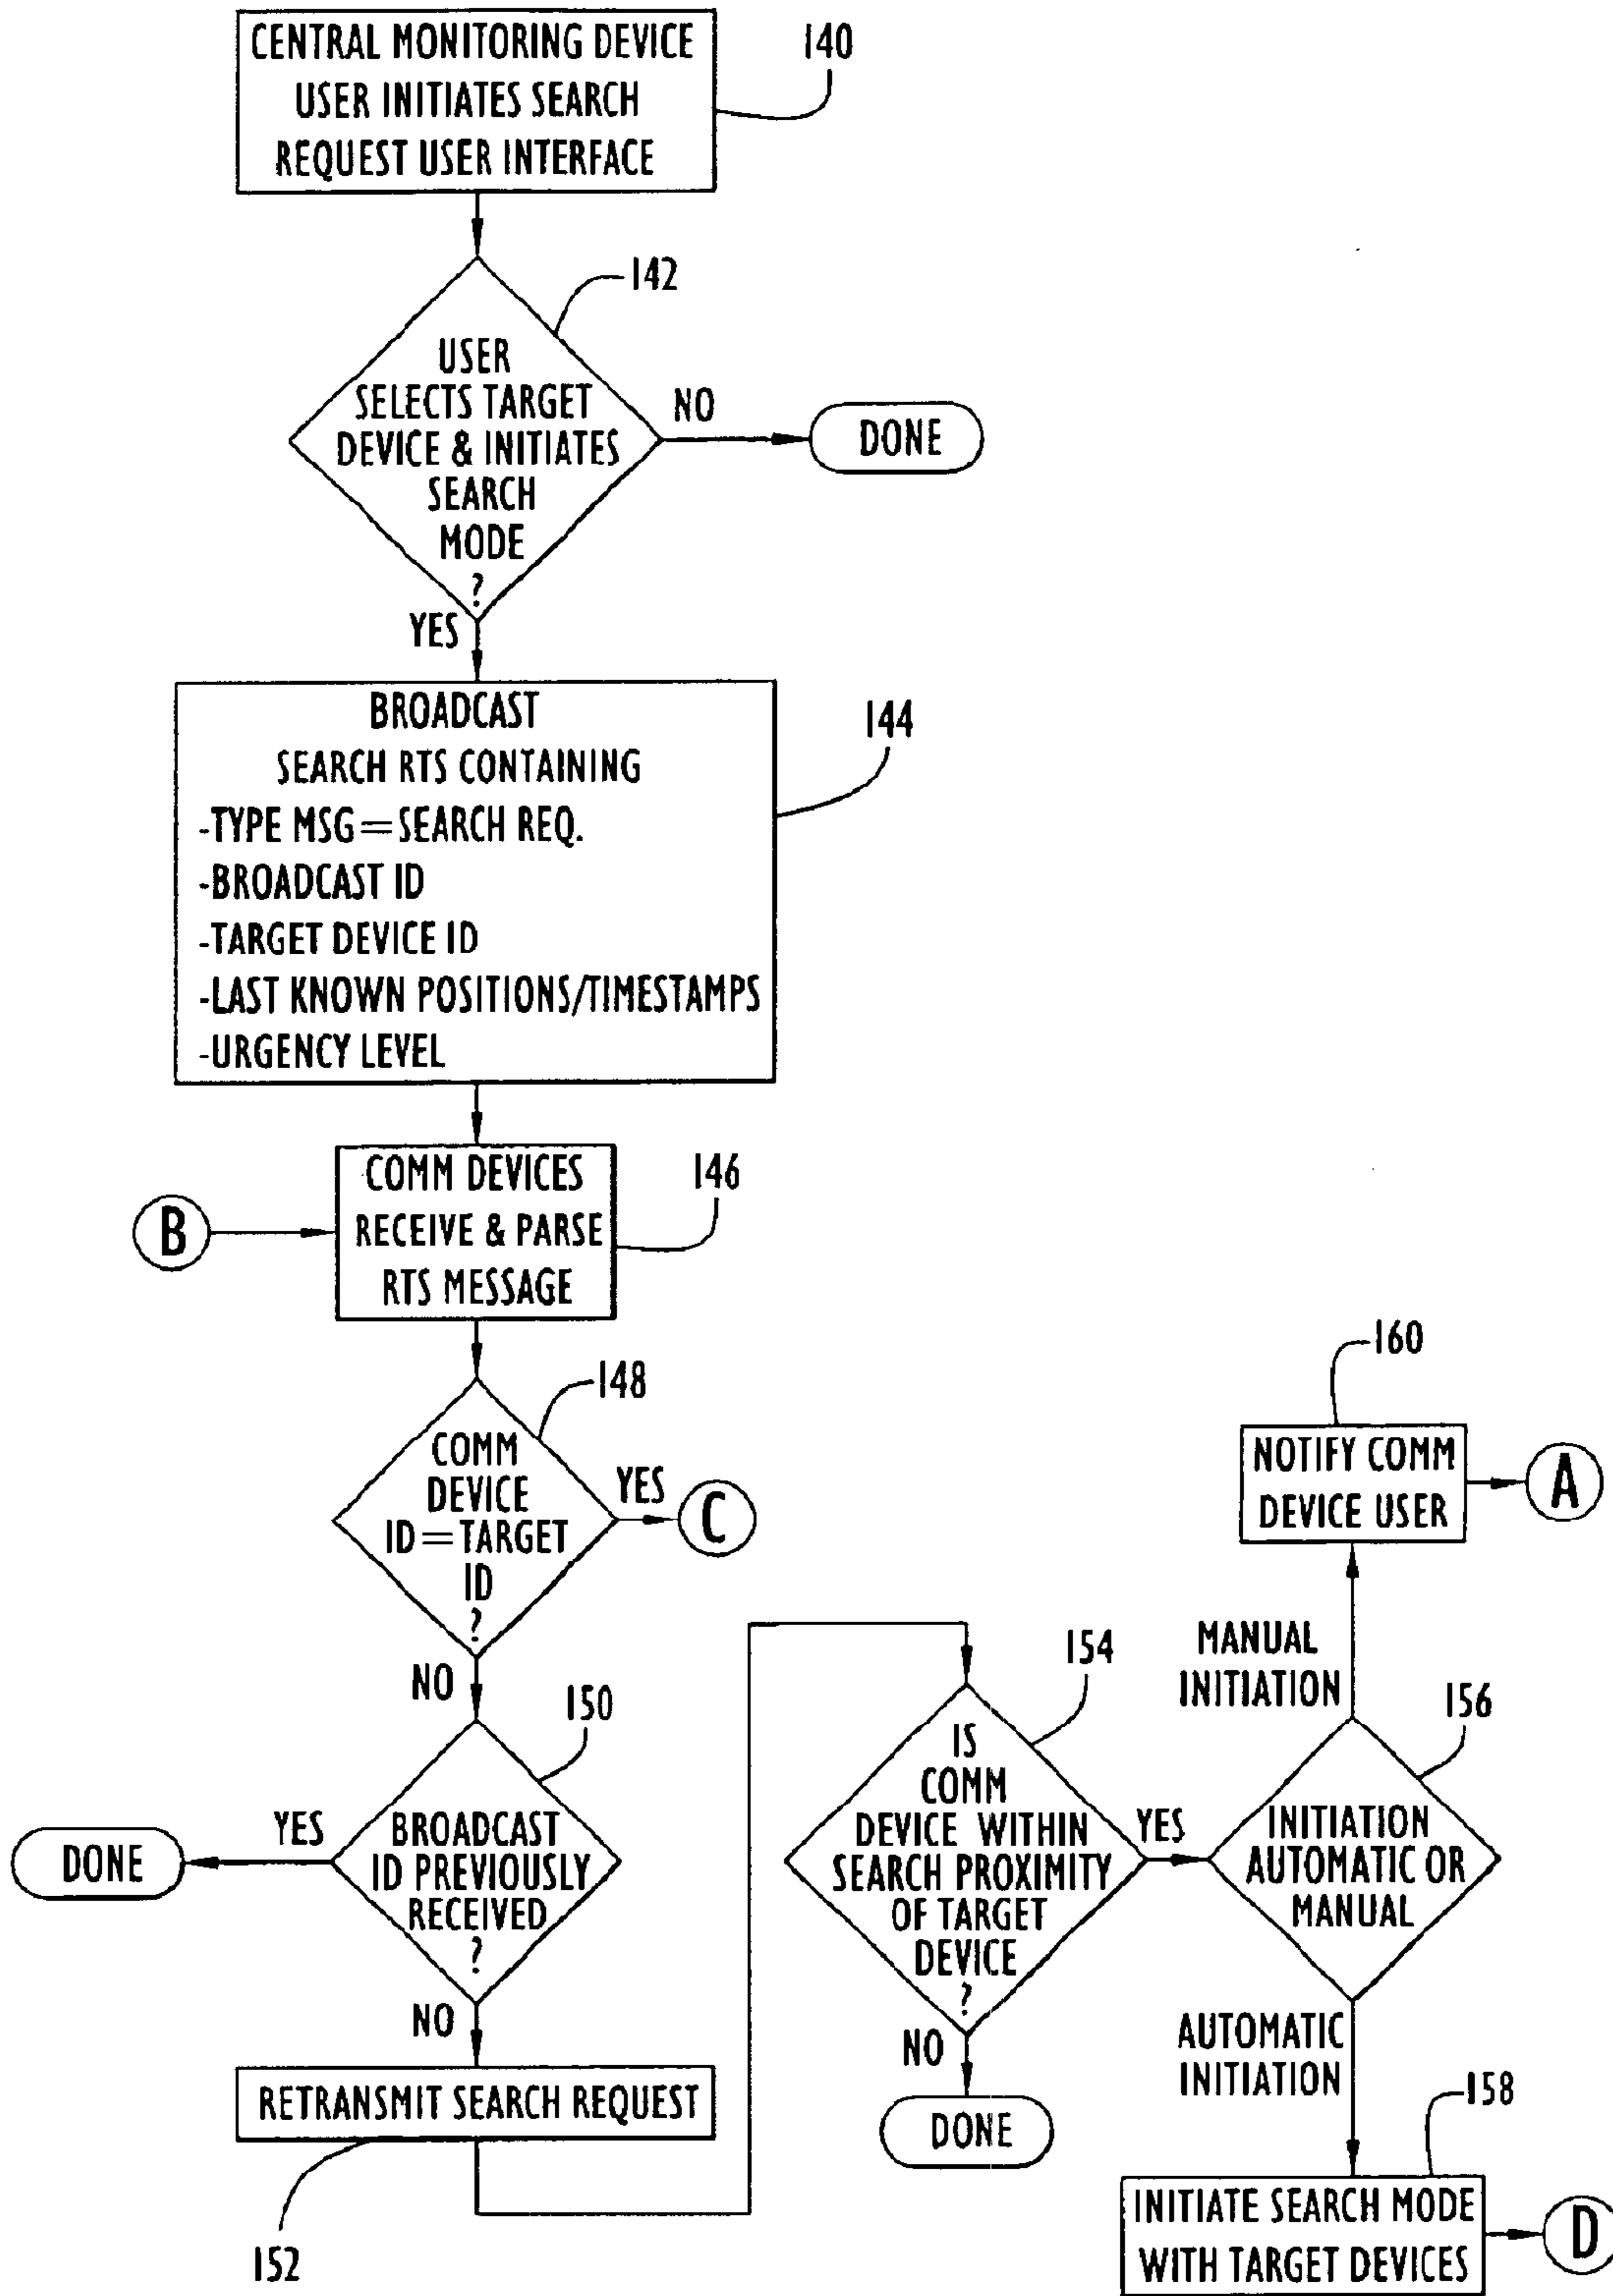 CENTRAL MONITORING DEVICE
USER INITIATES SEARCH
REQUEST USER INTERFACE
140
142
USER
SELECTS TARGET
DEVICE & INITIATES
SEARCH
MODE
?
NO
DONE
YES
BROADCAST
SEARCH RTS CONTAINING
-TYPE MSG=SEARCH REQ.
-BROADCAST ID
-TARGET DEVICE ID
-LAST KNOWN POSITIONS/TIMESTAMPS
-URGENCY LEVEL
144
B
COMM DEVICES
RECEIVE & PARSE
RTS MESSAGE
146
148
COMM
DEVICE
ID=TARGET
ID
?
YES
C
NO
150
BROADCAST
ID PREVIOUSLY
RECEIVED
?
YES
DONE
NO
RETRANSMIT SEARCH REQUEST
152
154
IS
COMM
DEVICE WITHIN
SEARCH PROXIMITY
OF TARGET
DEVICE
?
NO
DONE
YES
156
INITIATION
AUTOMATIC OR
MANUAL
MANUAL
INITIATION
160
NOTIFY COMM
DEVICE USER
A
AUTOMATIC
INITIATION
158
INITIATE SEARCH MODE
WITH TARGET DEVICES
D